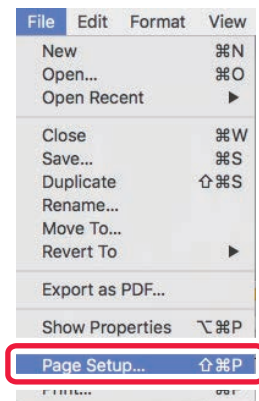 File Edit Format View
New ⌘N
Open... ⌘O
Open Recent ▶
Close ⌘W
Save... ⌘S
Duplicate ⇧⌘S
Rename...
Move To...
Revert To ▶
Export as PDF...
Show Properties ⌥⌘P
Page Setup... ⇧⌘P
Print... ⌘P